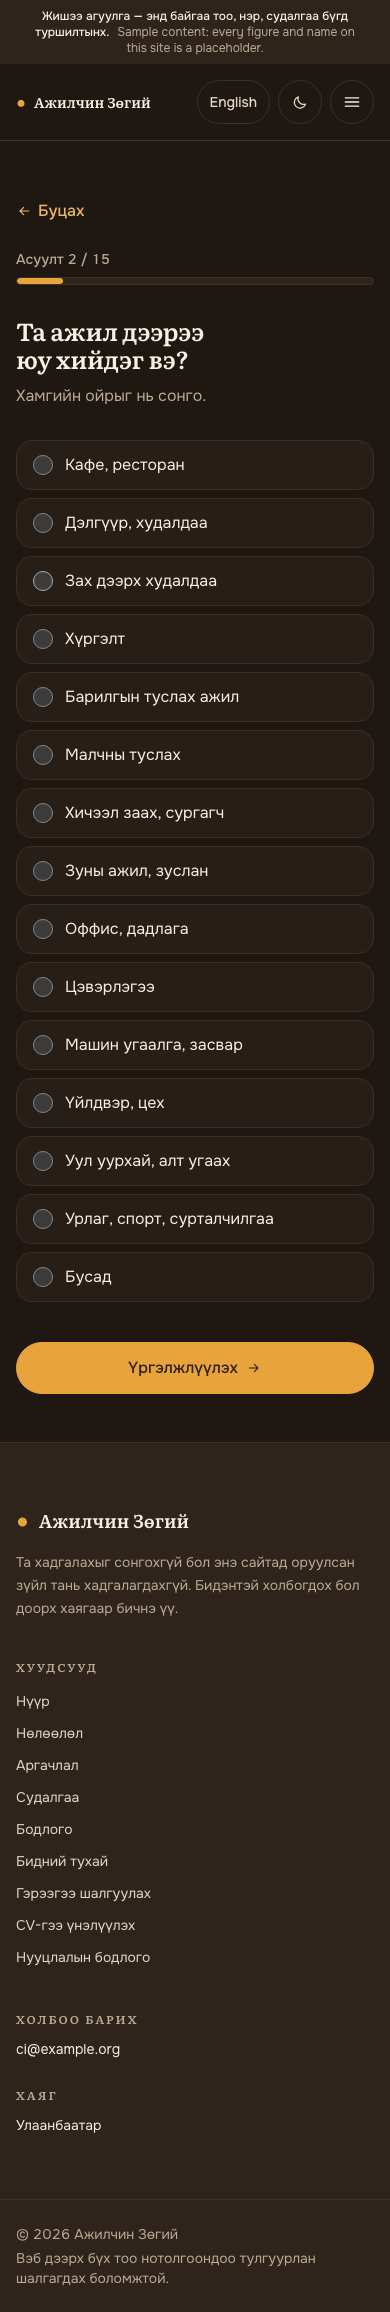 Жишээ агуулга — энд байгаа тоо, нэр, судалгаа бүгд
туршилтынх. Sample content: every figure and name on
this site is a placeholder.
Ажилчин Зөгий
English
← Буцах
Асуулт 2 / 15
Та ажил дээрээ
юу хийдэг вэ?
Хамгийн ойрыг нь сонго.
Кафе, ресторан
Дэлгүүр, худалдаа
Зах дээрх худалдаа
Хүргэлт
Барилгын туслах ажил
Малчны туслах
Хичээл заах, сургагч
Зуны ажил, зуслан
Оффис, дадлага
Цэвэрлэгээ
Машин угаалга, засвар
Үйлдвэр, цех
Уул уурхай, алт угаах
Урлаг, спорт, сурталчилгаа
Бусад
Үргэлжлүүлэх →
Ажилчин Зөгий
Та хадгалахыг сонгохгүй бол энэ сайтад оруулсан
зүйл тань хадгалагдахгүй. Бидэнтэй холбогдох бол
доорх хаягаар бичнэ үү.
ХУУДСУУД
Нүүр
Нөлөөлөл
Аргачлал
Судалгаа
Бодлого
Бидний тухай
Гэрээгээ шалгуулах
CV-гээ үнэлүүлэх
Нууцлалын бодлого
ХОЛБОО БАРИХ
ci@example.org
ХАЯГ
Улаанбаатар
© 2026 Ажилчин Зөгий
Вэб дээрх бүх тоо нотолгоондоо тулгуурлан
шалгагдах боломжтой.